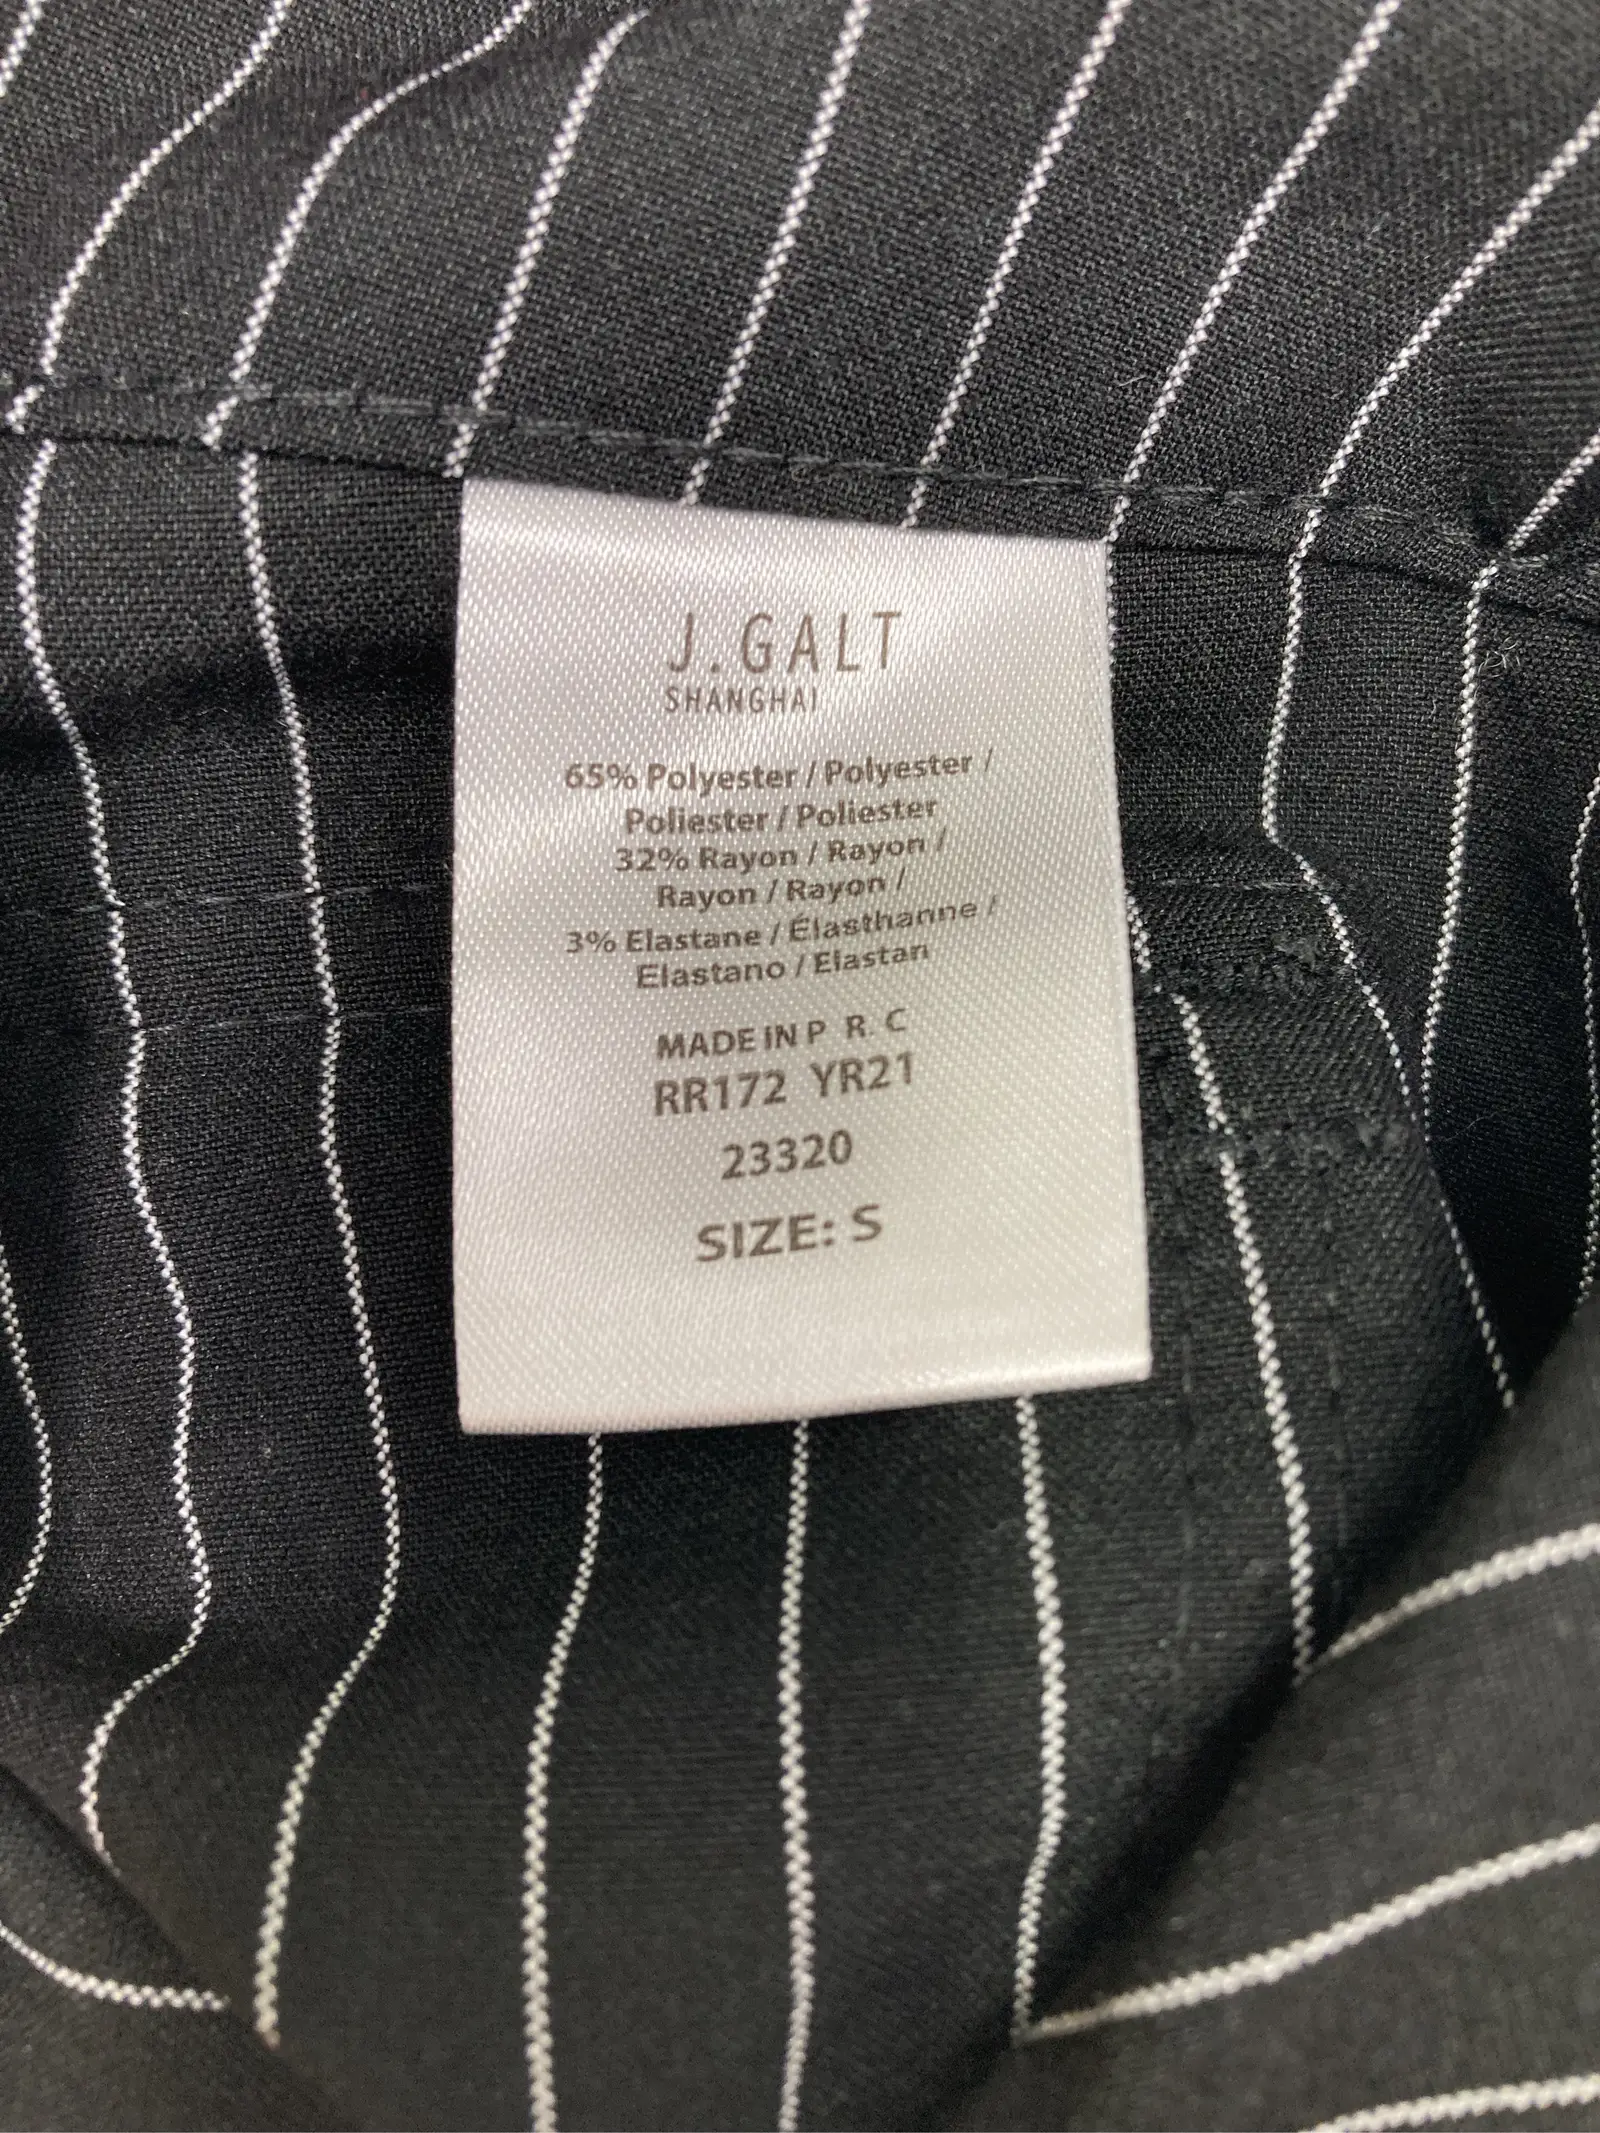 J.GALT
SHANGHAI
65% Polyester / Polyester /
Poliester / Poliester
32% Rayon / Rayon /
Rayon / Rayon /
3% Elastane / Élasthanne /
Elastano / Elastan
MADE IN P R. C
RR172 YR21
23320
SIZE: S